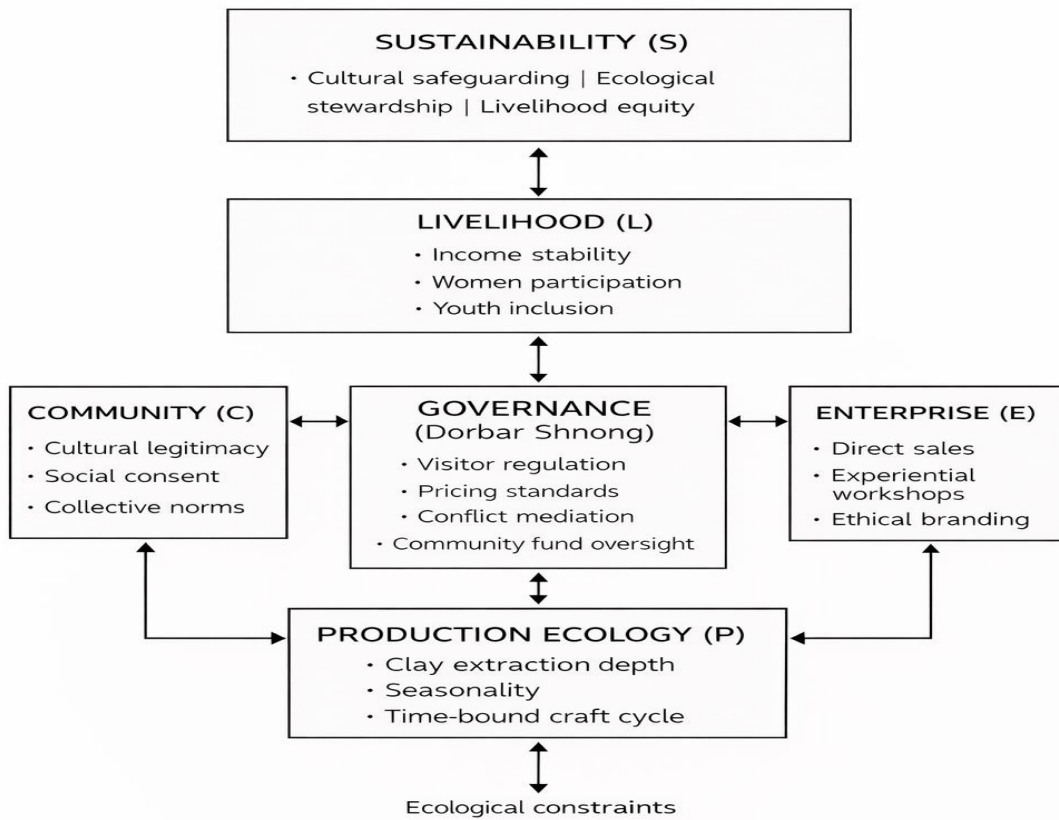 SUSTAINABILITY (S)
• Cultural safeguarding | Ecological
stewardship | Livelihood equity
LIVELIHOOD (L)
• Income stability
• Women participation
• Youth inclusion
COMMUNITY (C)
• Cultural legitimacy
• Social consent
• Collective norms
GOVERNANCE
(Dorbar Shnong)
• Visitor regulation
• Pricing standards
• Conflict mediation
• Community fund oversight
ENTERPRISE (E)
• Direct sales
• Experiential
workshops
• Ethical branding
PRODUCTION ECOLOGY (P)
• Clay extraction depth
• Seasonality
• Time-bound craft cycle
Ecological constraints